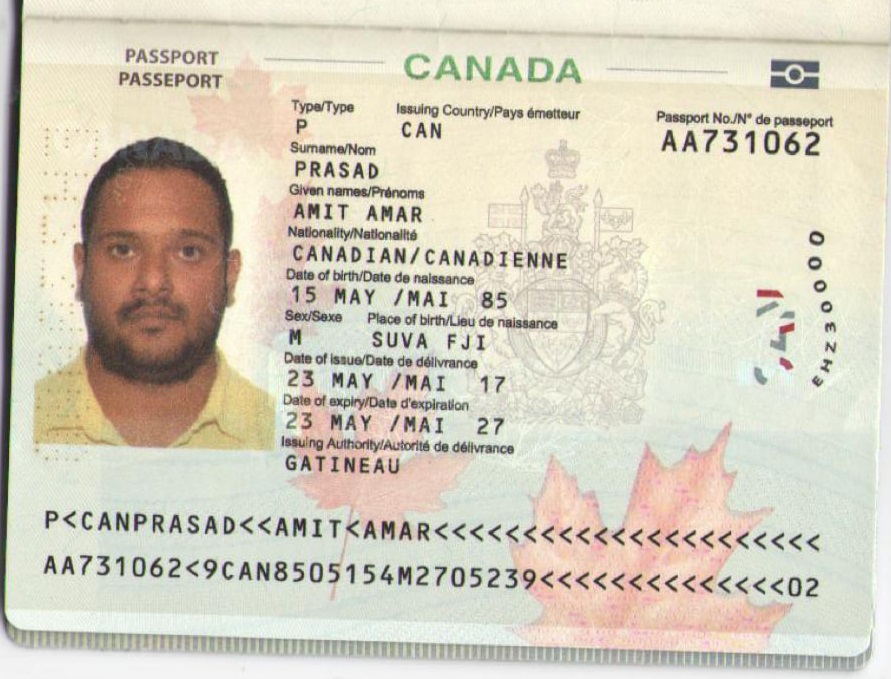 PASSPORT
PASSEPORT
CANADA
Type/Type Issuing Country/Pays émetteur Passport No./N° de passeport
P CAN AA731062
Surname/Nom
PRASAD
Given names/Prénoms
AMIT AMAR
Nationality/Nationalité
CANADIAN/CANADIENNE
Date of birth/Date de naissance
15 MAY /MAI 85
Sex/Sexe Place of birth/Lieu de naissance
M SUVA FJI
Date of issue/Date de délivrance
23 MAY /MAI 17
Date of expiry/Date d'expiration
23 MAY /MAI 27
Issuing Authority/Autorité de délivrance
GATINEAU
EHZ30000
P<CANPRASAD<<AMIT<AMAR<<<<<<<<<<<<<<<<<<<<<<
AA731062<9CAN8505154M2705239<<<<<<<<<<<<<<02